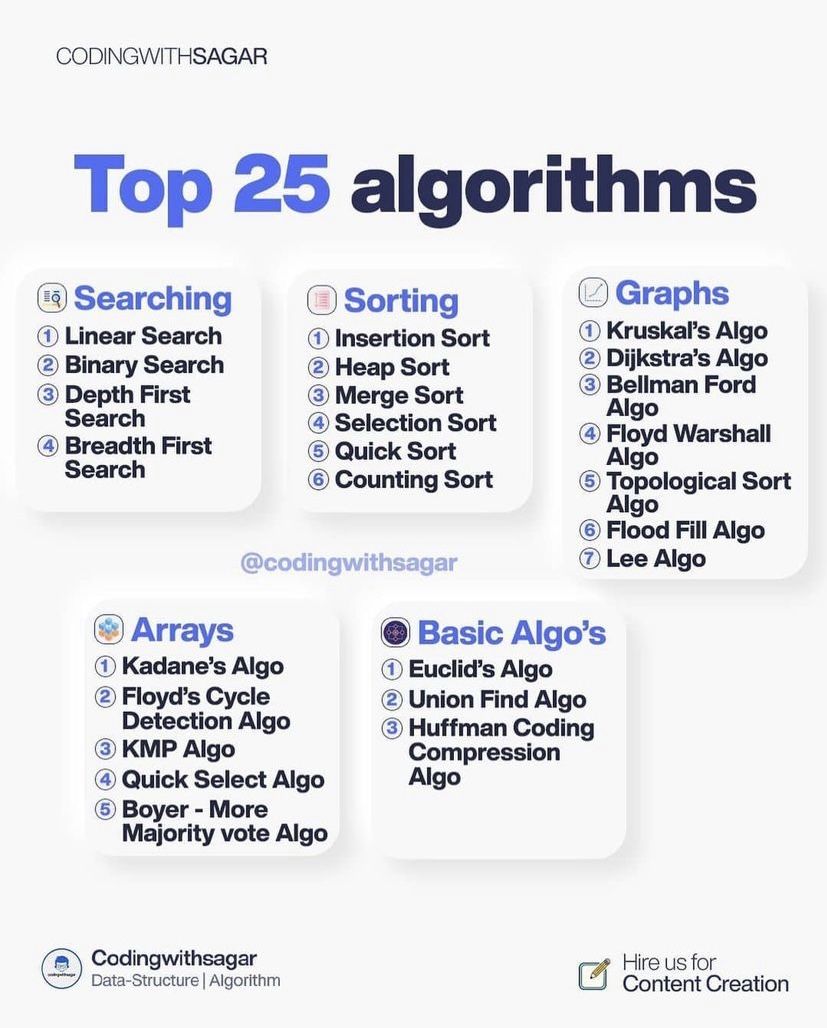 CODINGWITHSAGAR
Top 25 algorithms
Searching
1 Linear Search
2 Binary Search
3 Depth First
Search
4 Breadth First
Search
Sorting
1 Insertion Sort
2 Heap Sort
3 Merge Sort
4 Selection Sort
5 Quick Sort
6 Counting Sort
Graphs
1 Kruskal's Algo
2 Dijkstra's Algo
3 Bellman Ford
Algo
4 Floyd Warshall
Algo
5 Topological Sort
Algo
6 Flood Fill Algo
7 Lee Algo
@codingwithsagar
Arrays
1 Kadane's Algo
2 Floyd's Cycle
Detection Algo
3 KMP Algo
4 Quick Select Algo
5 Boyer - More
Majority vote Algo
Basic Algo's
1 Euclid's Algo
2 Union Find Algo
3 Huffman Coding
Compression
Algo
codingwithsagar
Codingwithsagar
Data-Structure | Algorithm
Hire us for
Content Creation